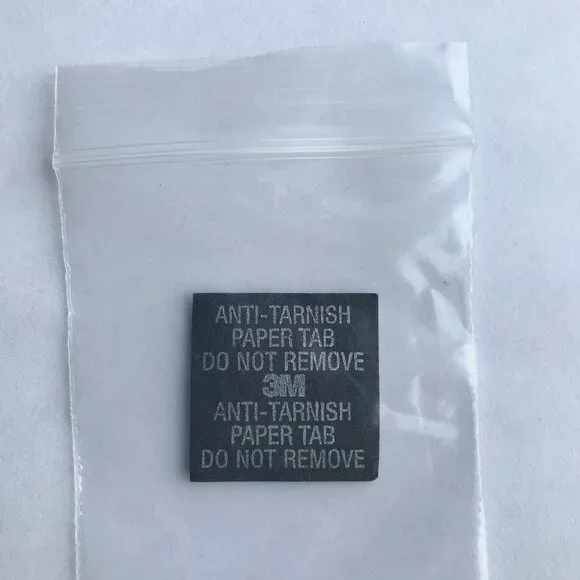 ANTI-TARNISH
PAPER TAB
DO NOT REMOVE
3M
ANTI-TARNISH
PAPER TAB
DO NOT REMOVE